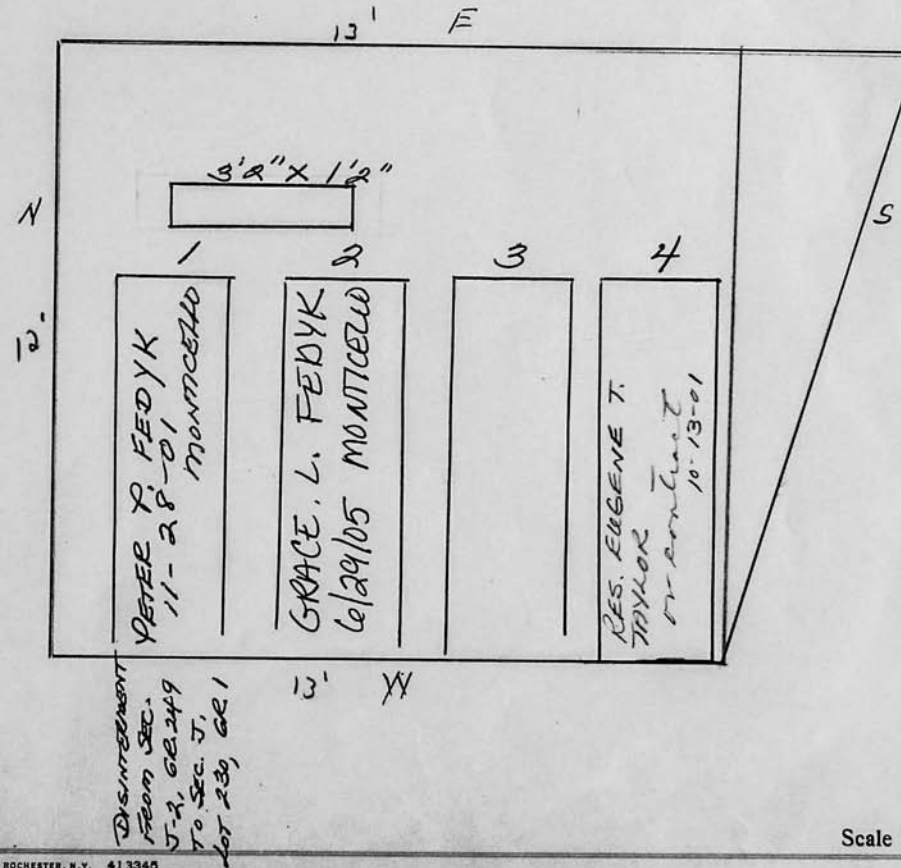 13' E
3'2" X 1'2"
N
S
1 2 3 4
12'
PETER P. FEDYK
11-28-01
MONTICELLO
GRACE. L. FEDYK
6/29/05 MONTICELLO
RES. EUGENE T.
TAYLOR
on contract
10-13-01
13' W
DISINTERMENT
FROM SEC.
J-2, GR. 249
TO SEC. J,
LOT 230, GR 1
Scale
ROCHESTER, N.Y. 413345